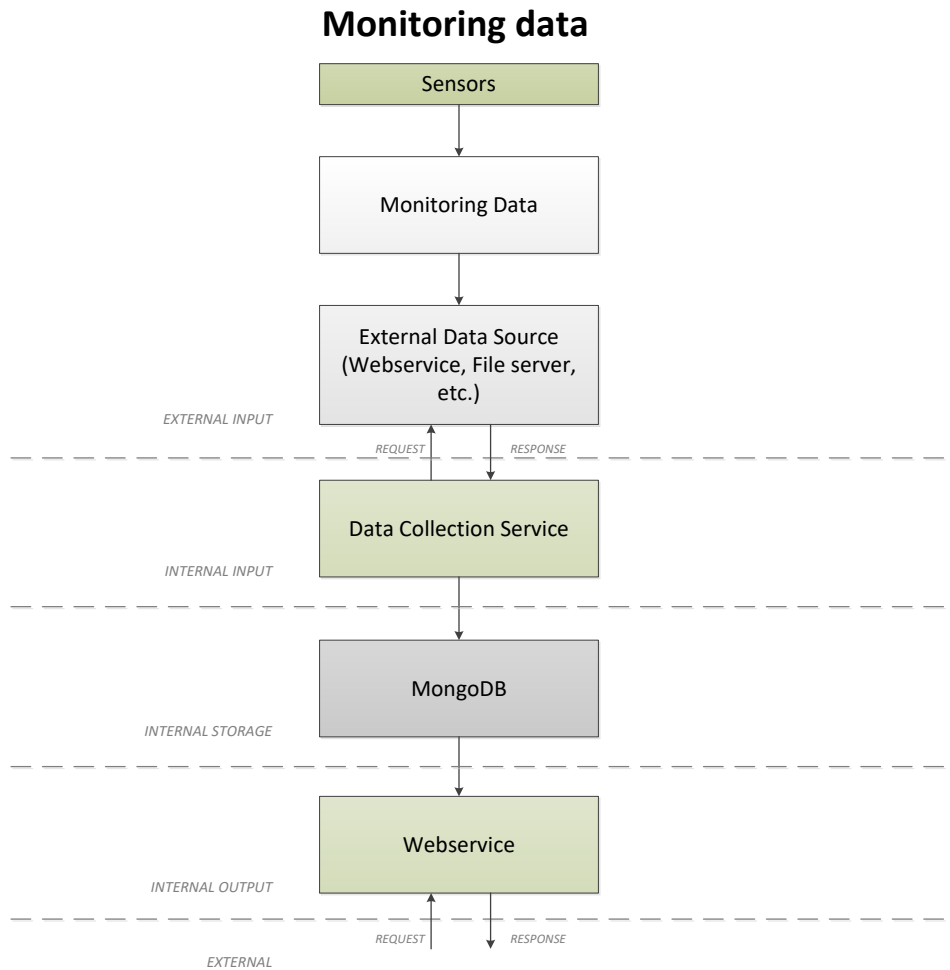 Monitoring data
Sensors
Monitoring Data
External Data Source
(Webservice, File server,
etc.)
EXTERNAL INPUT
REQUEST
RESPONSE
Data Collection Service
INTERNAL INPUT
MongoDB
INTERNAL STORAGE
Webservice
INTERNAL OUTPUT
REQUEST
RESPONSE
EXTERNAL